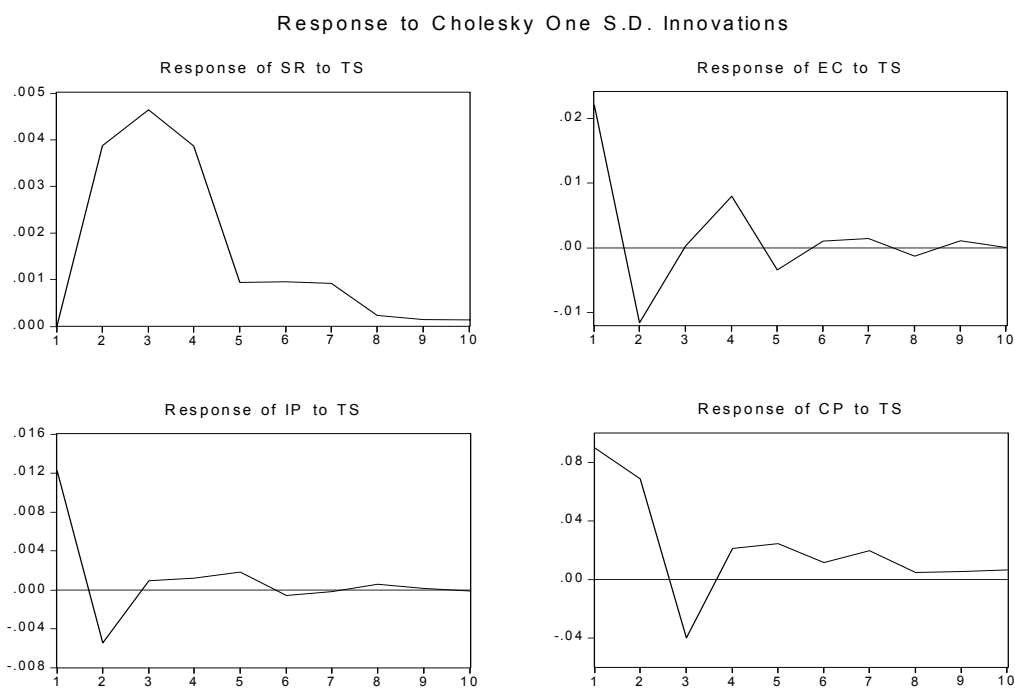 Response to Cholesky One S.D. Innovations
Response of SR to TS
.005
.004
.003
.002
.001
.000
1 2 3 4 5 6 7 8 9 10
Response of EC to TS
.02
.01
.00
-.01
1 2 3 4 5 6 7 8 9 10
Response of IP to TS
.016
.012
.008
.004
.000
-.004
-.008
1 2 3 4 5 6 7 8 9 10
Response of CP to TS
.08
.04
.00
-.04
1 2 3 4 5 6 7 8 9 10